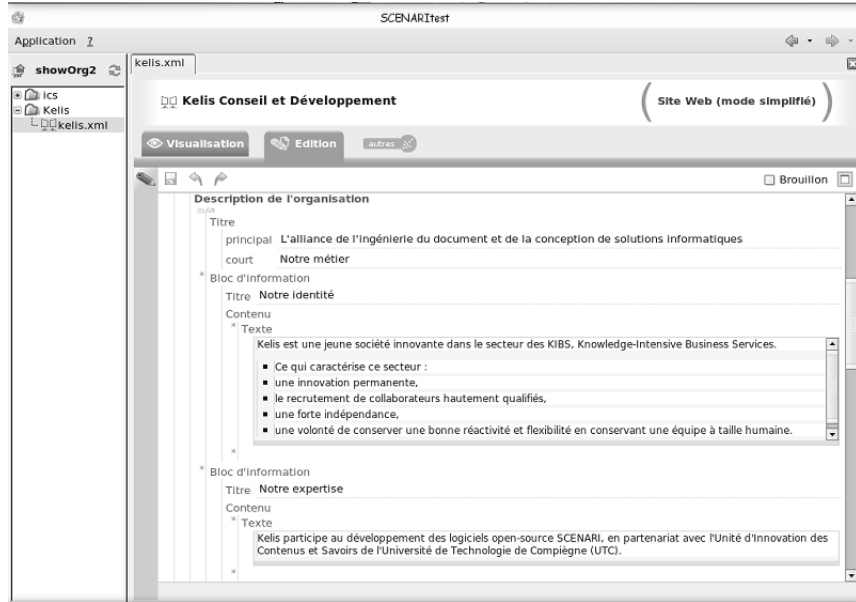 SCENARItest
Application ?
showOrg2
kelis.xml
ics
Kelis
kelis.xml
Kelis Conseil et Développement
Site Web (mode simplifié)
Visualisation
Edition
autres
Brouillon
Description de l'organisation
Titre
principal L'alliance de l'ingénierie du document et de la conception de solutions informatiques
court Notre métier
* Bloc d'information
Titre Notre identité
Contenu
* Texte
Kelis est une jeune société innovante dans le secteur des KIBS, Knowledge-Intensive Business Services.
▪ Ce qui caractérise ce secteur :
▪ une innovation permanente,
▪ le recrutement de collaborateurs hautement qualifiés,
▪ une forte indépendance,
▪ une volonté de conserver une bonne réactivité et flexibilité en conservant une équipe à taille humaine.
*
* Bloc d'information
Titre Notre expertise
Contenu
* Texte
Kelis participe au développement des logiciels open-source SCENARI, en partenariat avec l'Unité d'Innovation des
Contenus et Savoirs de l'Université de Technologie de Compiègne (UTC).
*